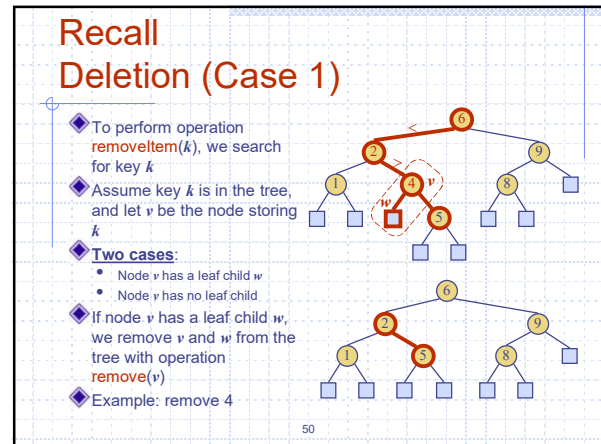 Recall
Deletion (Case 1)
To perform operation
removeItem(k), we search
for key k
Assume key k is in the tree,
and let v be the node storing
k
Two cases:
• Node v has a leaf child w
• Node v has no leaf child
If node v has a leaf child w,
we remove v and w from the
tree with operation
remove(v)
Example: remove 4
6
<
2
9
>
1
4
v
8
w
5
6
2
9
1
5
8
50